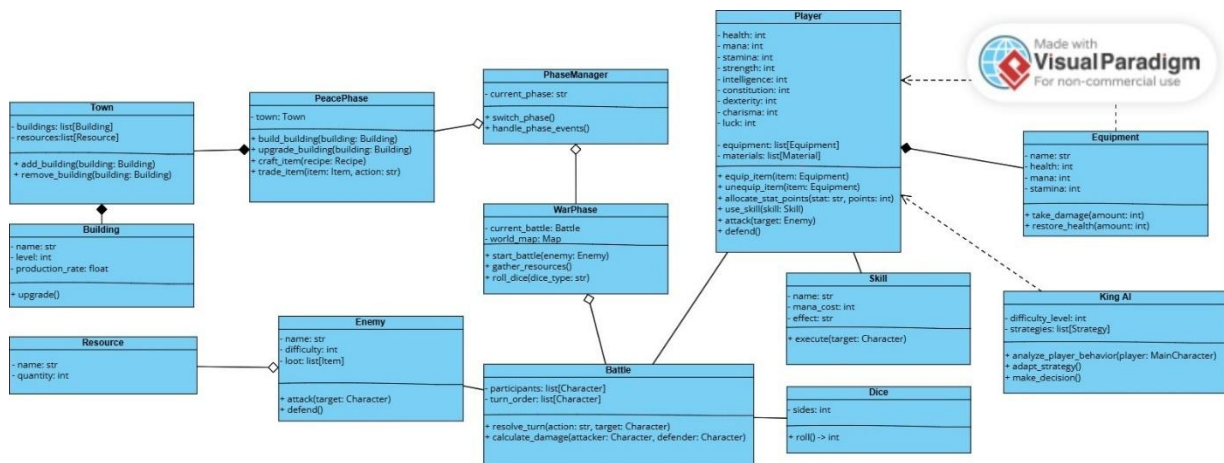 Town
- buildings: list[Building]
- resources:list[Resource]
+ add_building(building: Building)
+ remove_building(building: Building)
Building
- name: str
- level: int
- production_rate: float
+ upgrade()
Resource
- name: str
- quantity: int
PeacePhase
- town: Town
+ build_building(building: Building)
+ upgrade_building(building: Building)
+ craft_item(recipe: Recipe)
+ trade_item(item: Item, action: str)
Enemy
- name: str
- difficulty: int
- loot: list[Item]
+ attack(target: Character)
+ defend()
PhaseManager
- current_phase: str
+ switch_phase()
+ handle_phase_events()
WarPhase
- current_battle: Battle
- world_map: Map
+ start_battle(enemy: Enemy)
+ gather_resources()
+ roll_dice(dice_type: str)
Battle
- participants: list[Character]
- turn_order: list[Character]
+ resolve_turn(action: str, target: Character)
+ calculate_damage(attacker: Character, defender: Character)
Player
- health: int
- mana: int
- stamina: int
- strength: int
- intelligence: int
- constitution: int
- dexterity: int
- charisma: int
- luck: int
- equipment: list[Equipment]
- materials: list[Material]
+ equip_item(item: Equipment)
+ unequip_item(item: Equipment)
+ allocate_stat_points(stat: str, points: int)
+ use_skill(skill: Skill)
+ attack(target: Enemy)
+ defend()
Skill
- name: str
- mana_cost: int
- effect: str
+ execute(target: Character)
Dice
- sides: int
+ roll() -> int
Made with
Visual Paradigm
For non-commercial use
Equipment
- name: str
- health: int
- mana: int
- stamina: int
+ take_damage(amount: int)
+ restore_health(amount: int)
King AI
- difficulty_level: int
- strategies: list[Strategy]
+ analyze_player_behavior(player: MainCharacter)
+ adapt_strategy()
+ make_decision()